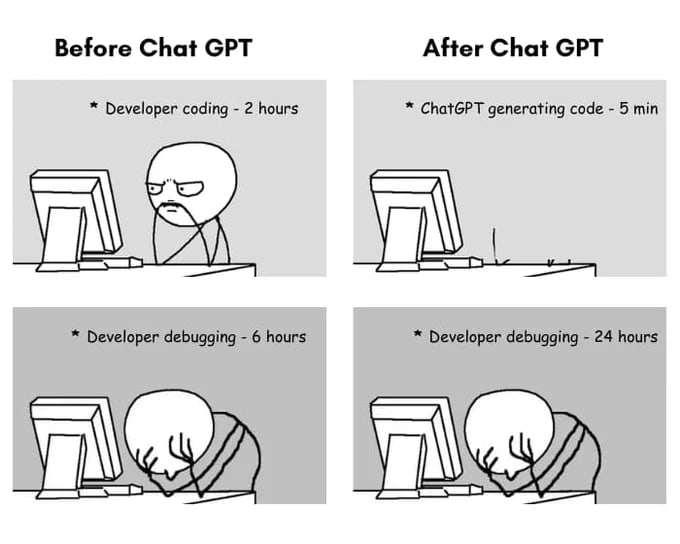 Before Chat GPT
After Chat GPT
* Developer coding - 2 hours
* ChatGPT generating code - 5 min
* Developer debugging - 6 hours
* Developer debugging - 24 hours